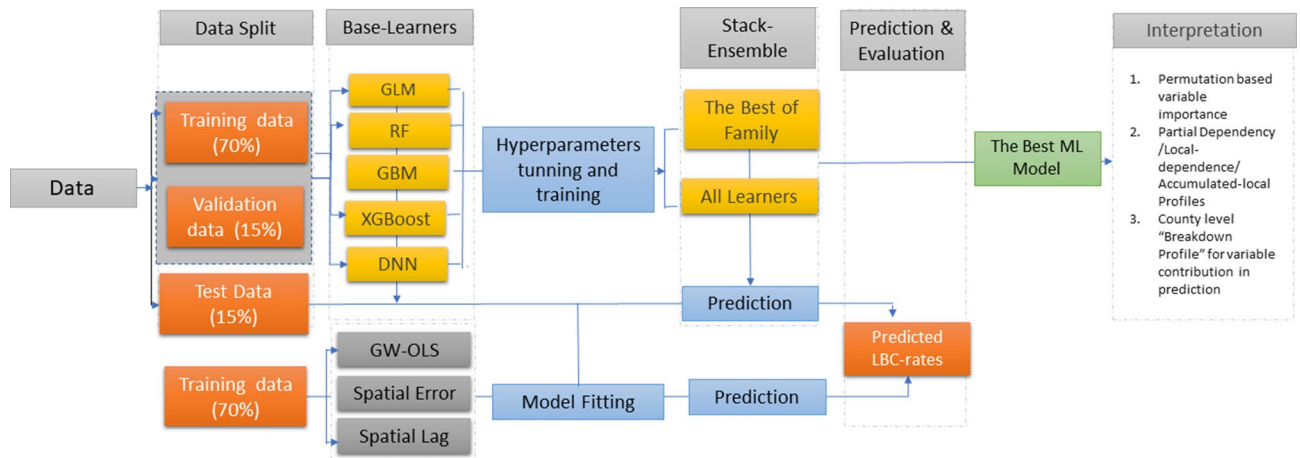 Data Split
Base-Learners
Stack-
Ensemble
Prediction &
Evaluation
Interpretation
Data
Training data
(70%)
Validation
data (15%)
Test Data
(15%)
GLM
RF
GBM
XGBoost
DNN
Hyperparameters
tunning and
training
The Best of
Family
All Learners
Prediction
The Best ML
Model
1. Permutation based
variable
importance
2. Partial Dependency
/Local-
dependence/
Accumulated-local
Profiles
3. County level
“Breakdown
Profile” for variable
contribution in
prediction
Training data
(70%)
GW-OLS
Spatial Error
Spatial Lag
Model Fitting
Prediction
Predicted
LBC-rates